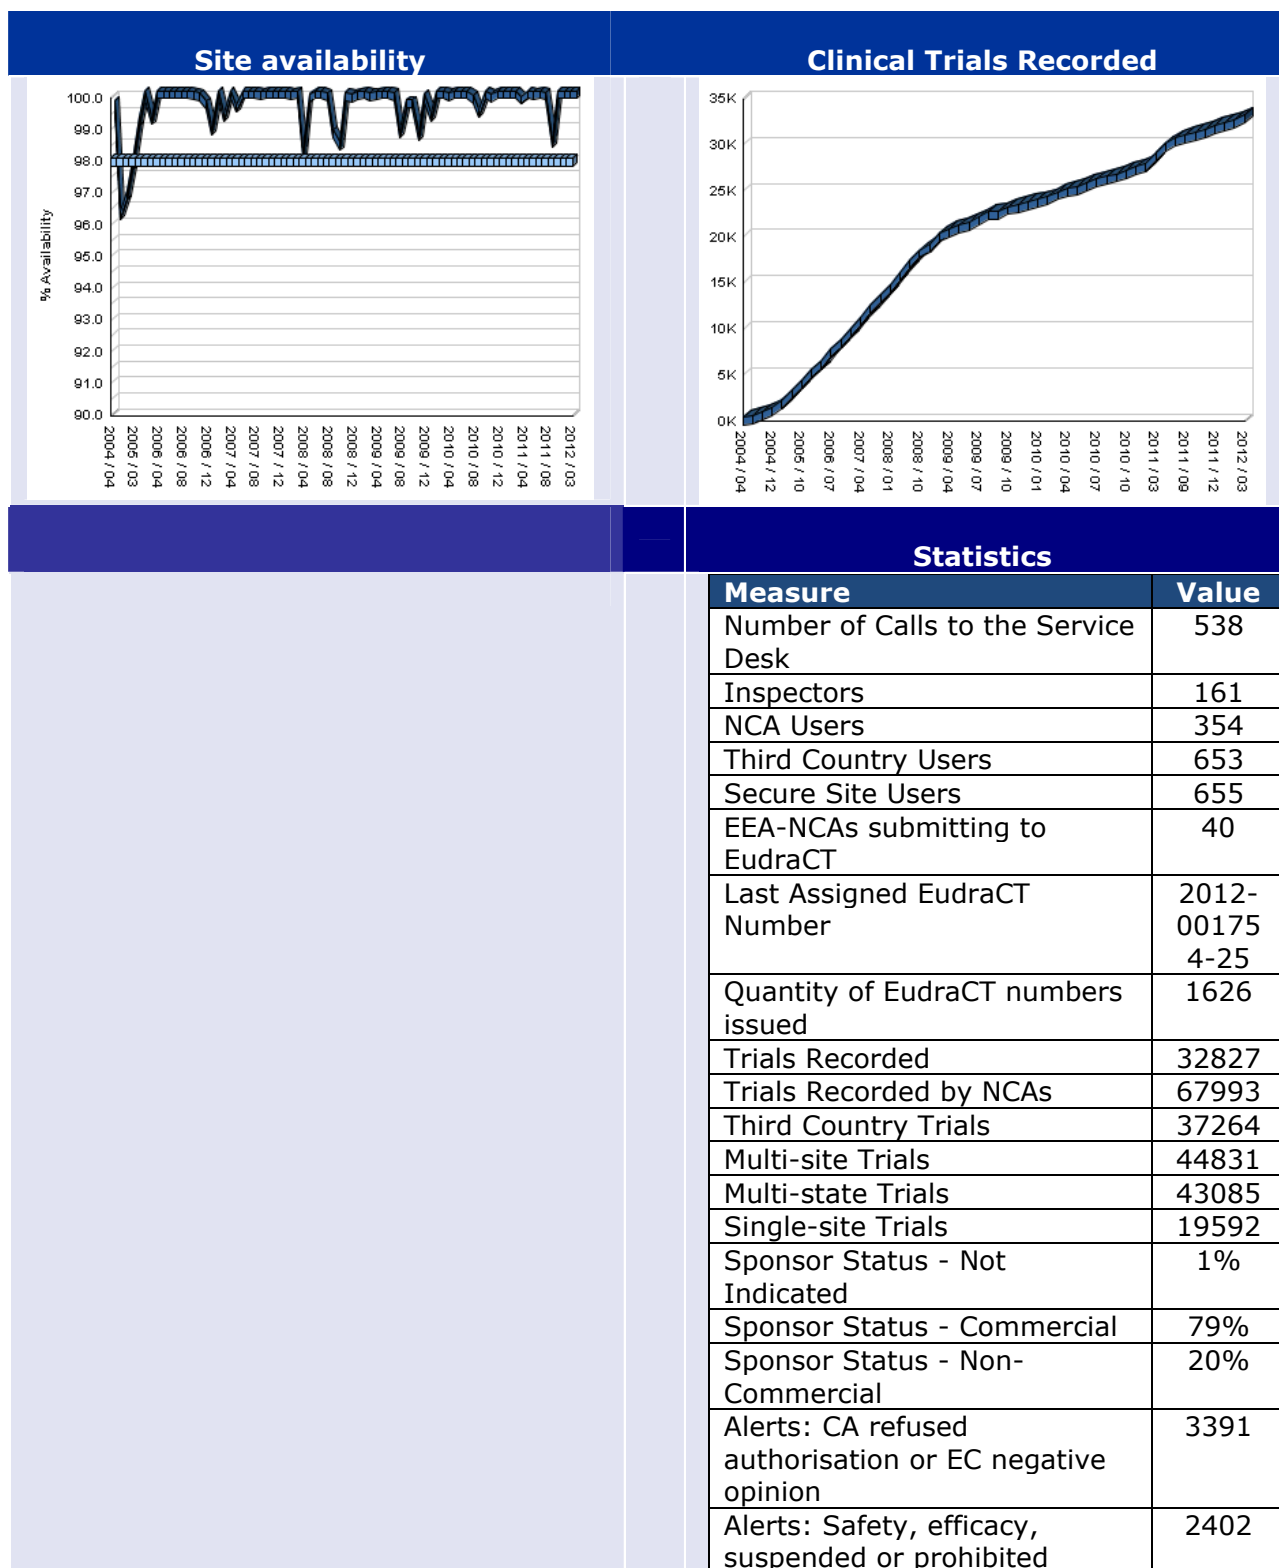 Site availability
100.0
99.0
98.0
97.0
96.0
95.0
94.0
93.0
92.0
91.0
90.0
% Availability
2004 / 04
2005 / 03
2006 / 04
2006 / 08
2006 / 12
2007 / 04
2007 / 08
2007 / 12
2008 / 04
2008 / 08
2008 / 12
2009 / 04
2009 / 09
2009 / 12
2010 / 04
2010 / 08
2010 / 12
2011 / 04
2011 / 08
2012 / 03
Clinical Trials Recorded
35K
30K
25K
20K
15K
10K
5K
0K
2004 / 04
2004 / 12
2005 / 10
2006 / 07
2007 / 04
2008 / 01
2008 / 10
2009 / 04
2009 / 07
2009 / 10
2010 / 01
2010 / 04
2010 / 07
2010 / 10
2011 / 03
2011 / 09
2011 / 12
2012 / 03
Statistics
Measure Value
Number of Calls to the Service 538
Desk
Inspectors 161
NCA Users 354
Third Country Users 653
Secure Site Users 655
EEA-NCAs submitting to 40
EudraCT
Last Assigned EudraCT 2012-
Number 00175
4-25
Quantity of EudraCT numbers 1626
issued
Trials Recorded 32827
Trials Recorded by NCAs 67993
Third Country Trials 37264
Multi-site Trials 44831
Multi-state Trials 43085
Single-site Trials 19592
Sponsor Status - Not 1%
Indicated
Sponsor Status - Commercial 79%
Sponsor Status - Non- 20%
Commercial
Alerts: CA refused 3391
authorisation or EC negative
opinion
Alerts: Safety, efficacy, 2402
suspended or prohibited